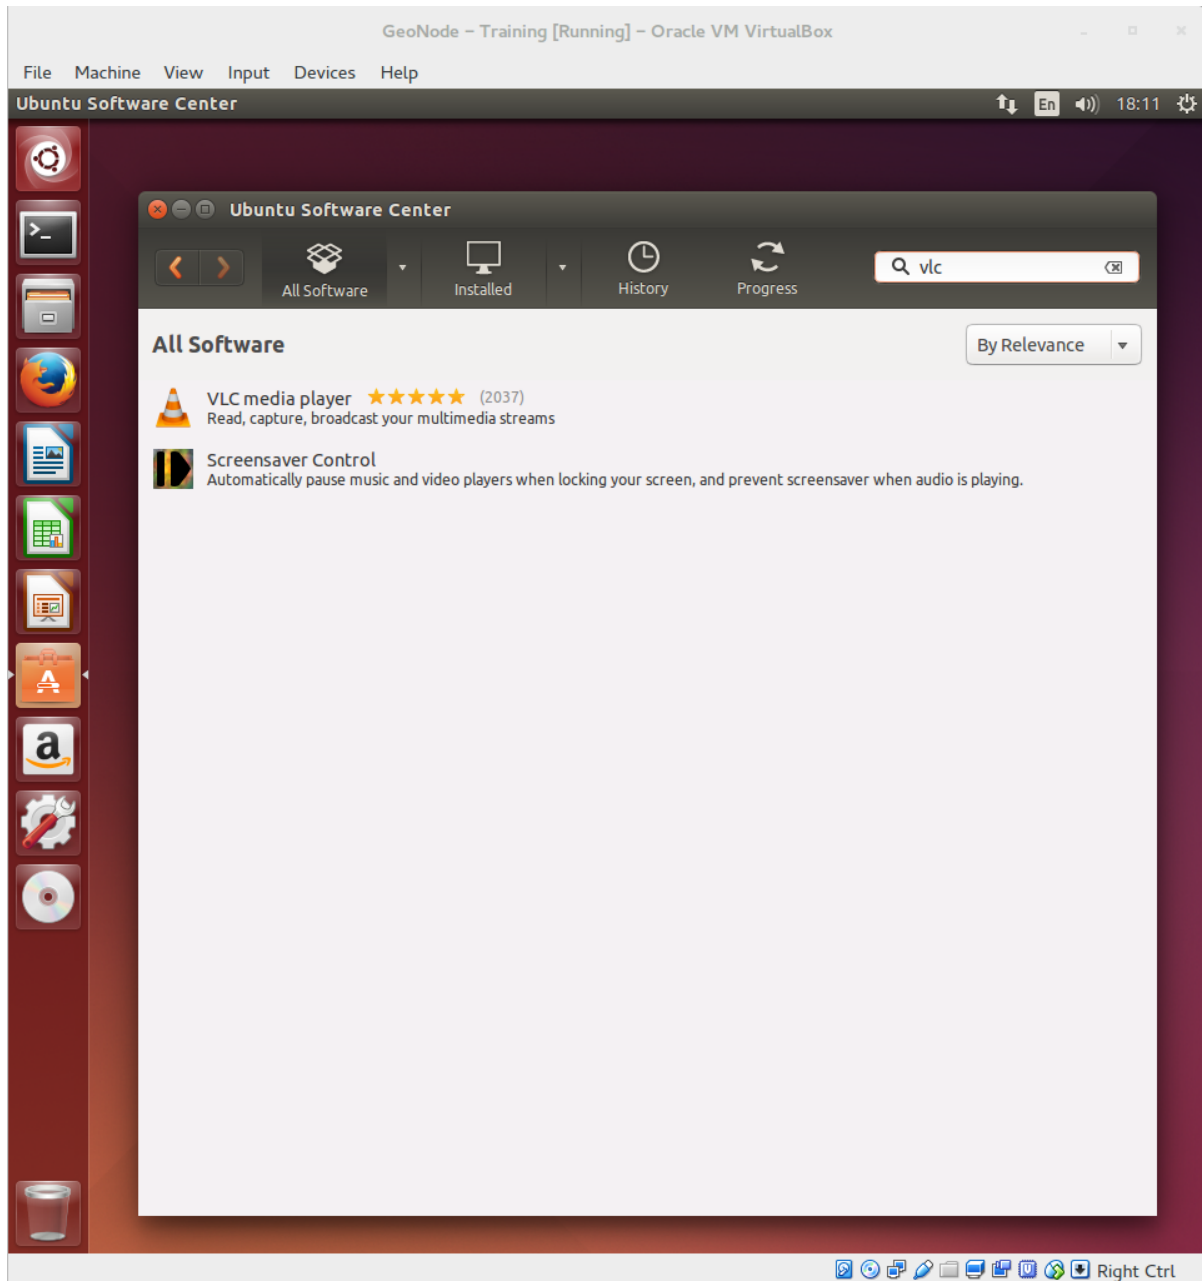 GeoNode – Training [Running] – Oracle VM VirtualBox
File Machine View Input Devices Help
Ubuntu Software Center En 18:11
Ubuntu Software Center
All Software Installed History Progress vlc
All Software By Relevance
VLC media player (2037)
Read, capture, broadcast your multimedia streams
Screensaver Control
Automatically pause music and video players when locking your screen, and prevent screensaver when audio is playing.
Right Ctrl